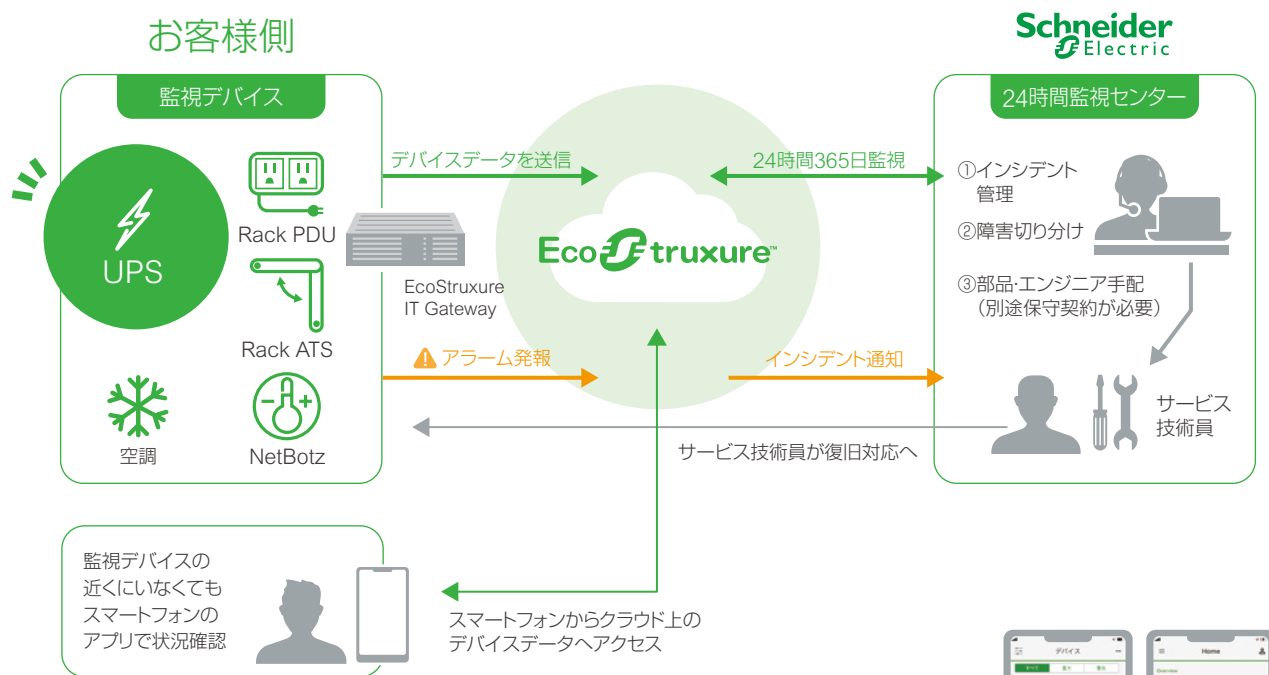 お客様側
Schneider
Electric
監視デバイス
24時間監視センター
UPS
Rack PDU
Rack ATS
空調
NetBotz
EcoStruxure
IT Gateway
デバイスデータを送信
24時間365日監視
EcoStruxure™
アラーム発報
インシデント通知
①インシデント
管理
②障害切り分け
③部品・エンジニア手配
（別途保守契約が必要）
サービス
技術員
サービス技術員が復旧対応へ
監視デバイスの
近くにいなくても
スマートフォンの
アプリで状況確認
スマートフォンからクラウド上の
デバイスデータへアクセス
デバイス
すべて
Home
Overview